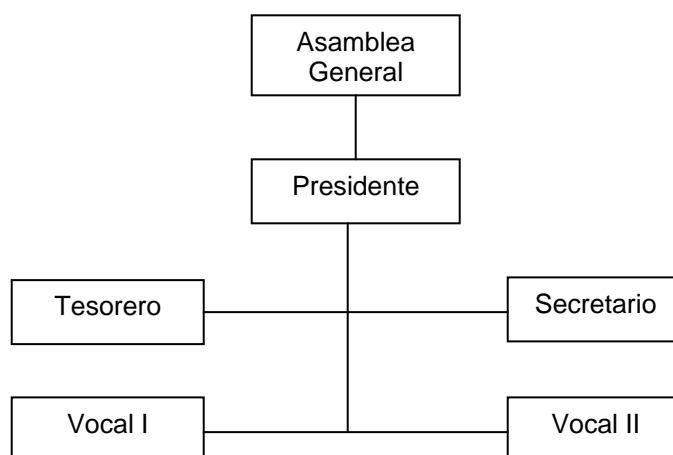 Asamblea
General
Presidente
Tesorero
Secretario
Vocal I
Vocal II